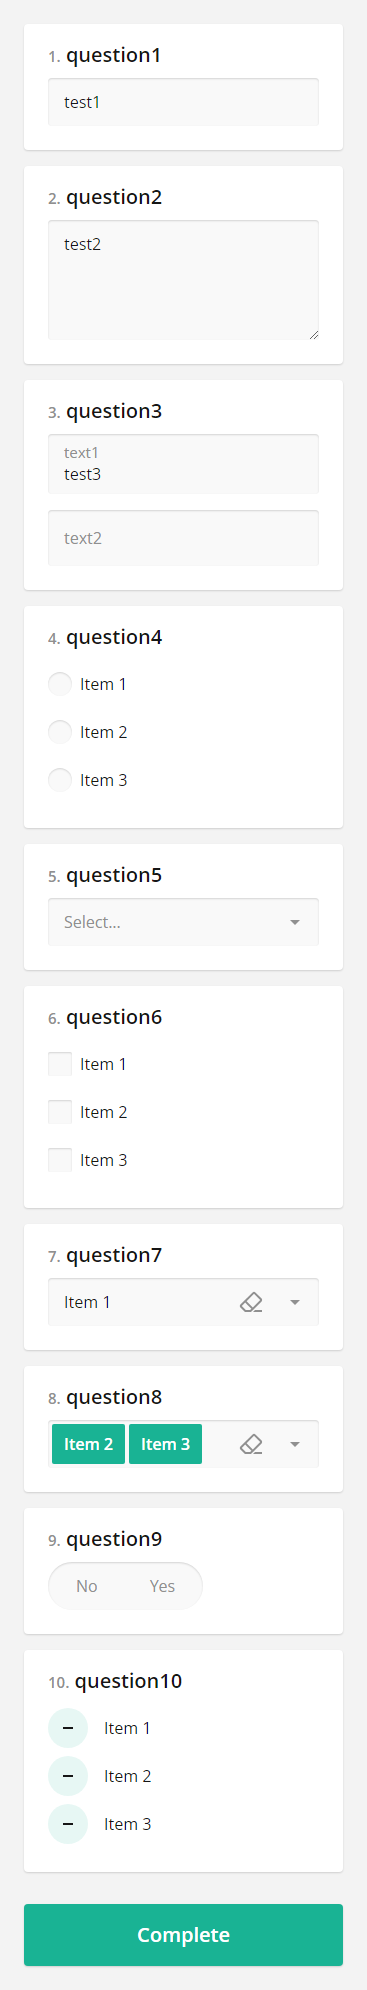 1. question1
test1
2. question2
test2
3. question3
text1
test3
text2
4. question4
Item 1
Item 2
Item 3
5. question5
Select...
6. question6
Item 1
Item 2
Item 3
7. question7
Item 1
8. question8
Item 2 Item 3
9. question9
No Yes
10. question10
Item 1
Item 2
Item 3
Complete